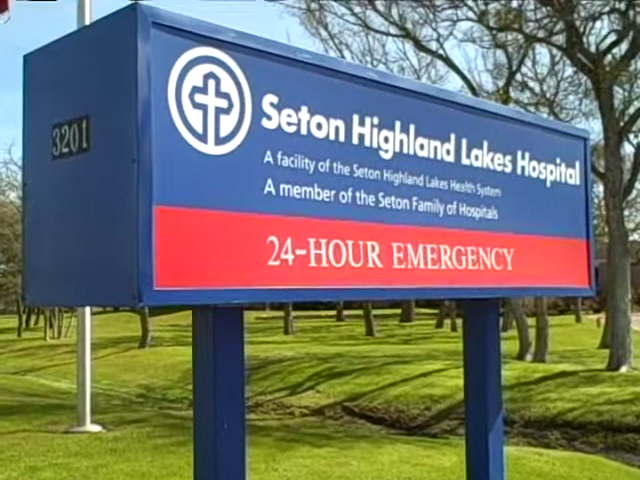 3201
Seton Highland Lakes Hospital
A facility of the Seton Highland Lakes Health System
A member of the Seton Family of Hospitals
24-HOUR EMERGENCY